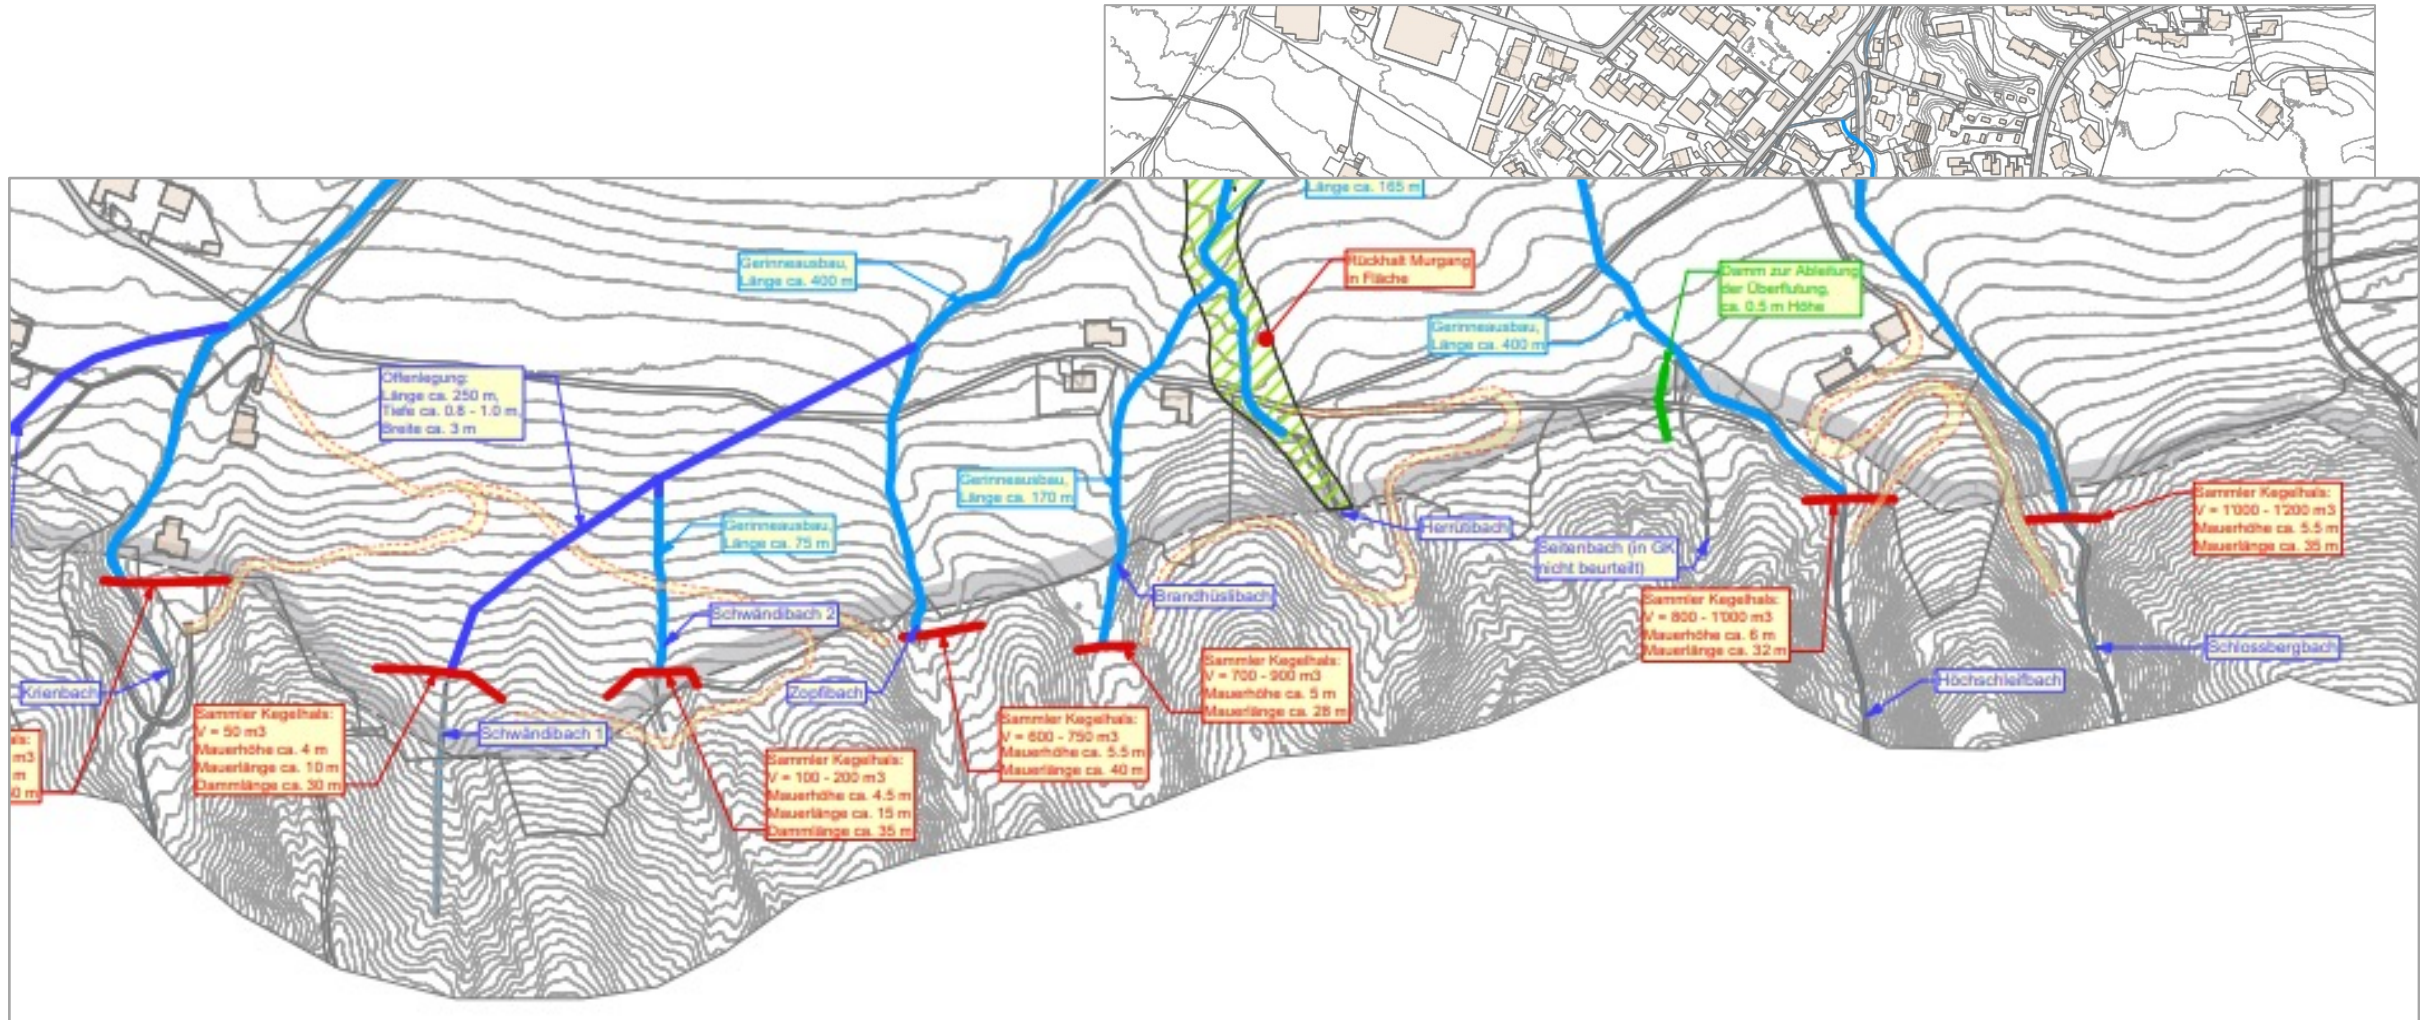 Länge ca. 165 m
Gerinneausbau,
Länge ca. 400 m
Rückhalt Murgang
in Fläche
Damm zur Ableitung
der Überflutung,
ca. 0.5 m Höhe
Gerinneausbau,
Länge ca. 400 m
Offenlegung:
Länge ca. 250 m,
Tiefe ca. 0.8 - 1.0 m,
Breite ca. 3 m
Gerinneausbau,
Länge ca. 170 m
Gerinneausbau,
Länge ca. 75 m
Herrütibach
Seitenbach (in GK
nicht beurteilt)
Sammler Kegelhals:
V = 1'000 - 1'200 m3
Mauerhöhe ca. 5.5 m
Mauerlänge ca. 35 m
Schwändibach 2
Brandhüslibach
Sammler Kegelhals:
V = 800 - 1'000 m3
Mauerhöhe ca. 6 m
Mauerlänge ca. 32 m
Schlossbergbach
Krienbach
Zopfibach
Sammler Kegelhals:
V = 700 - 900 m3
Mauerhöhe ca. 5 m
Mauerlänge ca. 28 m
Höchschleifbach
Sammler Kegelhals:
V = 50 m3
Mauerhöhe ca. 4 m
Mauerlänge ca. 10 m
Dammlänge ca. 30 m
Schwändibach 1
Sammler Kegelhals:
V = 600 - 750 m3
Mauerhöhe ca. 5.5 m
Mauerlänge ca. 40 m
als:
m3
m
0 m
Sammler Kegelhals:
V = 100 - 200 m3
Mauerhöhe ca. 4.5 m
Mauerlänge ca. 15 m
Dammlänge ca. 35 m